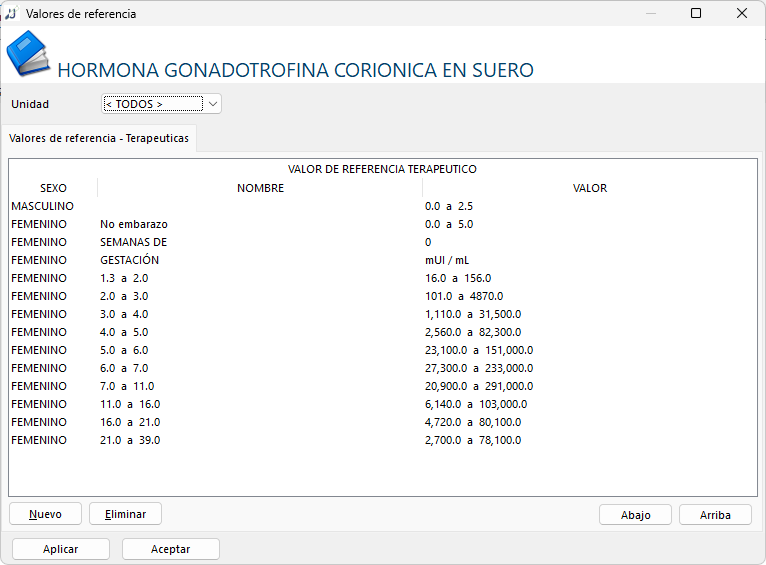 Valores de referencia
HORMONA GONADOTROFINA CORIONICA EN SUERO
Unidad < TODOS >
Valores de referencia - Terapeuticas
VALOR DE REFERENCIA TERAPEUTICO
SEXO NOMBRE VALOR
MASCULINO 0.0 a 2.5
FEMENINO No embarazo 0.0 a 5.0
FEMENINO SEMANAS DE 0
FEMENINO GESTACIÓN mUI / mL
FEMENINO 1.3 a 2.0 16.0 a 156.0
FEMENINO 2.0 a 3.0 101.0 a 4870.0
FEMENINO 3.0 a 4.0 1,110.0 a 31,500.0
FEMENINO 4.0 a 5.0 2,560.0 a 82,300.0
FEMENINO 5.0 a 6.0 23,100.0 a 151,000.0
FEMENINO 6.0 a 7.0 27,300.0 a 233,000.0
FEMENINO 7.0 a 11.0 20,900.0 a 291,000.0
FEMENINO 11.0 a 16.0 6,140.0 a 103,000.0
FEMENINO 16.0 a 21.0 4,720.0 a 80,100.0
FEMENINO 21.0 a 39.0 2,700.0 a 78,100.0
Nuevo Eliminar Abajo Arriba
Aplicar Aceptar